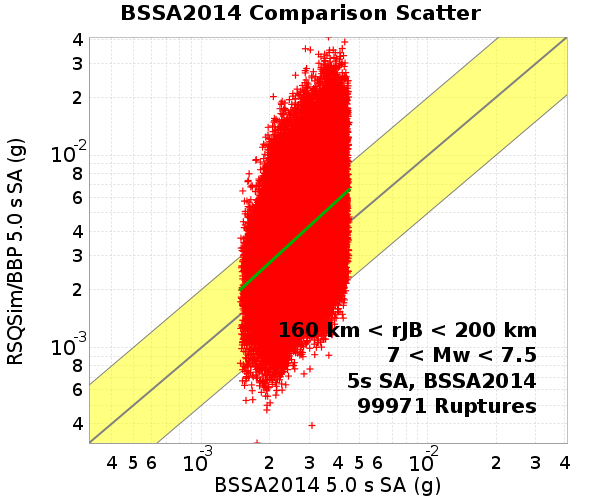 BSSA2014 Comparison Scatter
RSQSim/BBP 5.0 s SA (g)
4
3
2
10-2
8
6
4
3
2
10-3
8
6
4
160 km < rJB < 200 km
7 < Mw < 7.5
5s SA, BSSA2014
99971 Ruptures
4 5 6 10-3 2 3 4 5 6 10-2 2 3 4
BSSA2014 5.0 s SA (g)